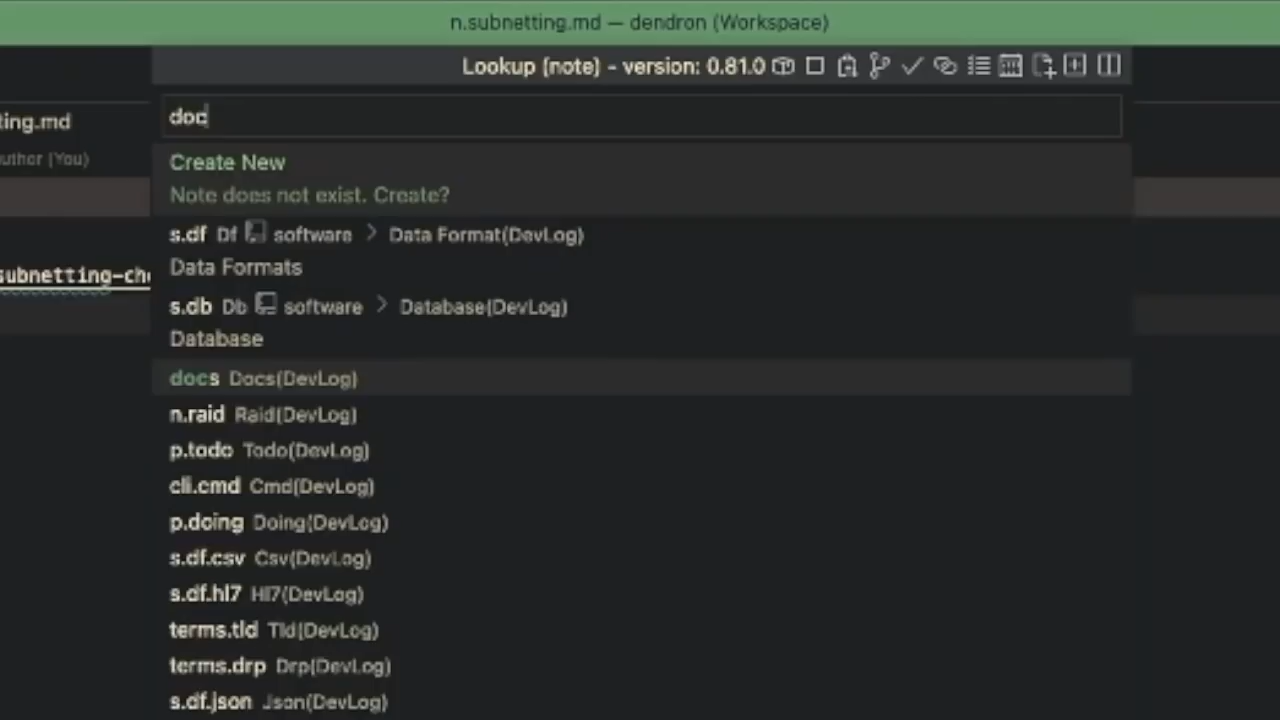 n.subnetting.md — dendron (Workspace)
Lookup (note) - version: 0.81.0
ting.md
doc
uthor (You)
Create New
Note does not exist. Create?
s.df Df software > Data Format(DevLog)
subnetting-che
Data Formats
s.db Db software > Database(DevLog)
Database
docs Docs(DevLog)
n.raid Raid(DevLog)
p.todo Todo(DevLog)
cli.cmd Cmd(DevLog)
p.doing Doing(DevLog)
s.df.csv Csv(DevLog)
s.df.hl7 Hl7(DevLog)
terms.tld Tld(DevLog)
terms.drp Drp(DevLog)
s.df.json Json(DevLog)